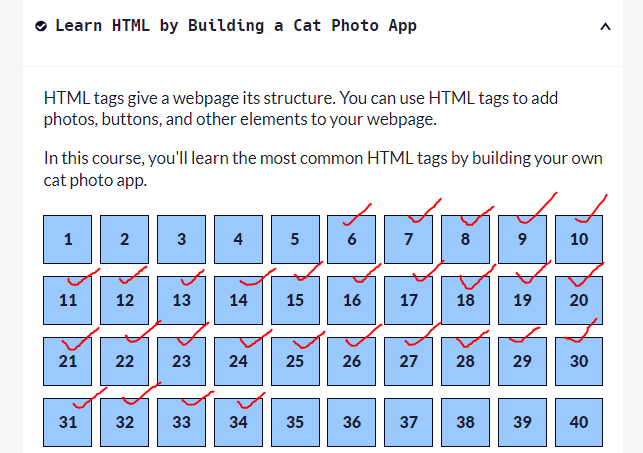 Learn HTML by Building a Cat Photo App
HTML tags give a webpage its structure. You can use HTML tags to add
photos, buttons, and other elements to your webpage.
In this course, you'll learn the most common HTML tags by building your own
cat photo app.
1 2 3 4 5 6 7 8 9 10
11 12 13 14 15 16 17 18 19 20
21 22 23 24 25 26 27 28 29 30
31 32 33 34 35 36 37 38 39 40